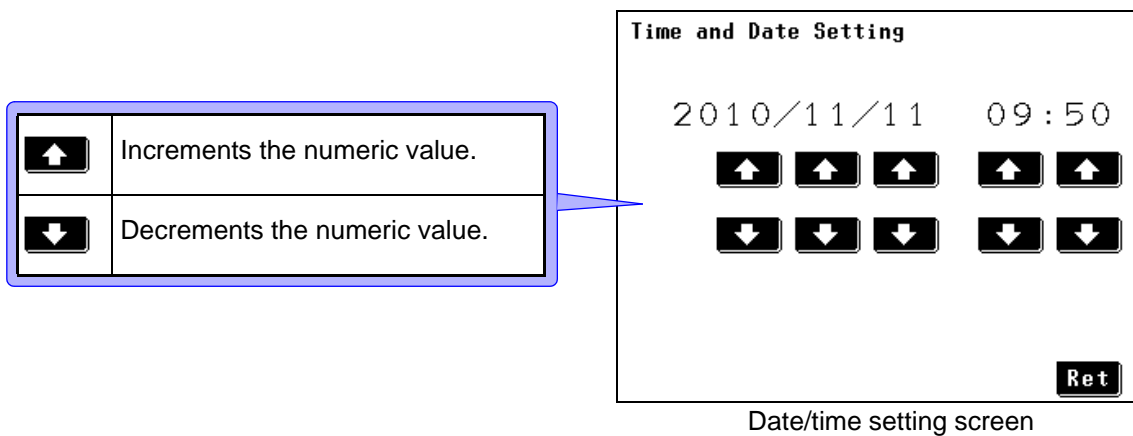 Time and Date Setting
2010/11/11 09:50
Increments the numeric value.
Decrements the numeric value.
Ret
Date/time setting screen